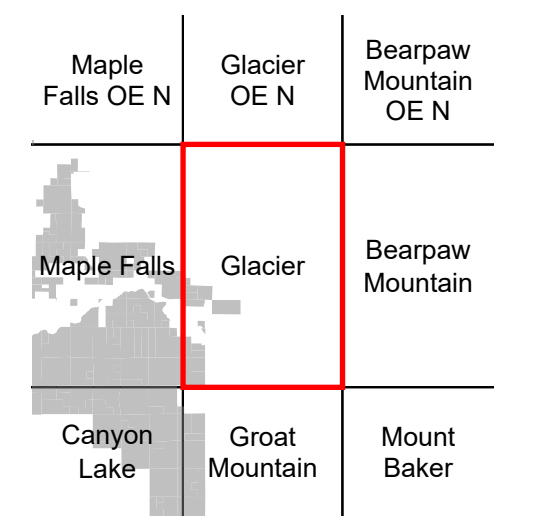 Maple
Falls OE N
Glacier
OE N
Bearpaw
Mountain
OE N
Maple Falls
Glacier
Bearpaw
Mountain
Canyon
Lake
Groat
Mountain
Mount
Baker